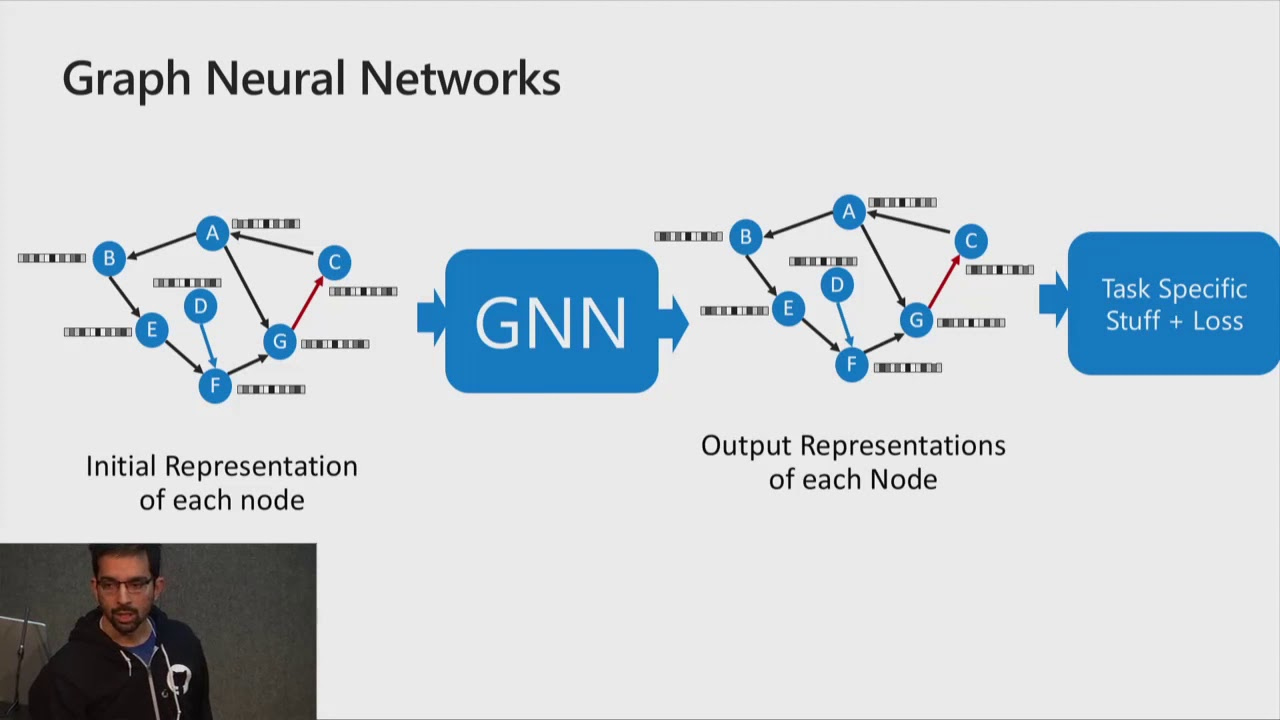 Graph Neural Networks
A
B
C
D
E
G
F
GNN
A
B
C
D
E
G
F
Task Specific
Stuff + Loss
Initial Representation
of each node
Output Representations
of each Node